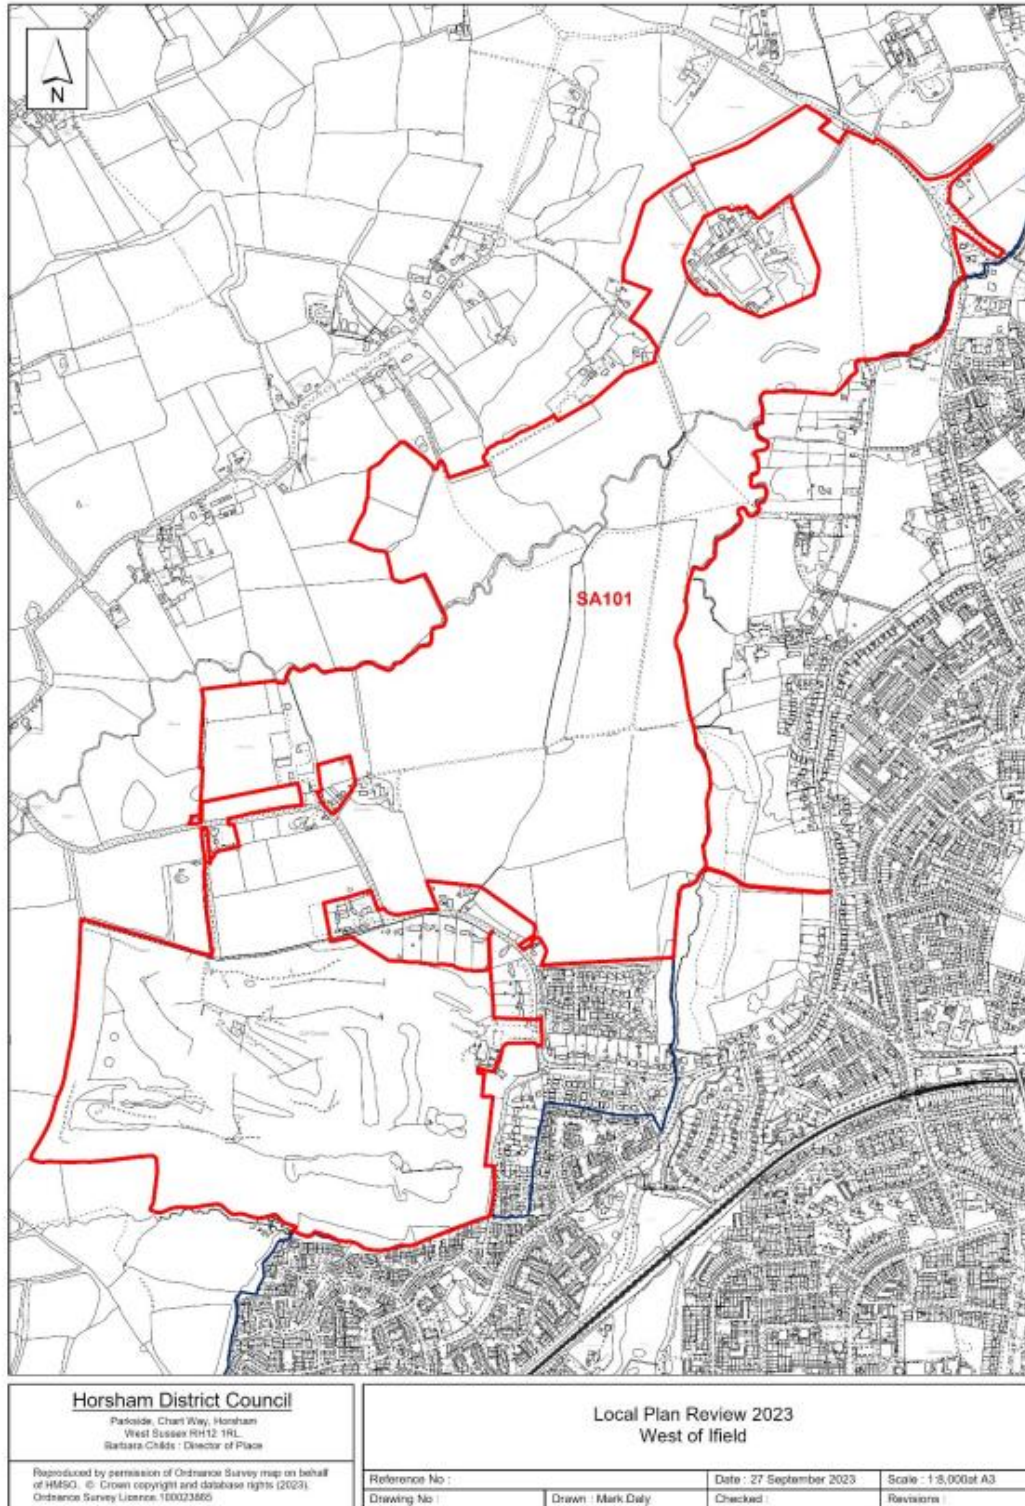 N
SA101
Horsham District Council
Parkside, Chart Way, Horsham
West Sussex RH12 1RL.
Barbara Childs : Director of Place
Reproduced by permission of Ordnance Survey map on behalf
of HMSO. © Crown copyright and database rights (2023).
Ordnance Survey Licence.100023865
Local Plan Review 2023
West of Ifield
Reference No :
Date : 27 September 2023
Scale : 1:8,000at A3
Drawing No :
Drawn : Mark Daly
Checked :
Revisions :